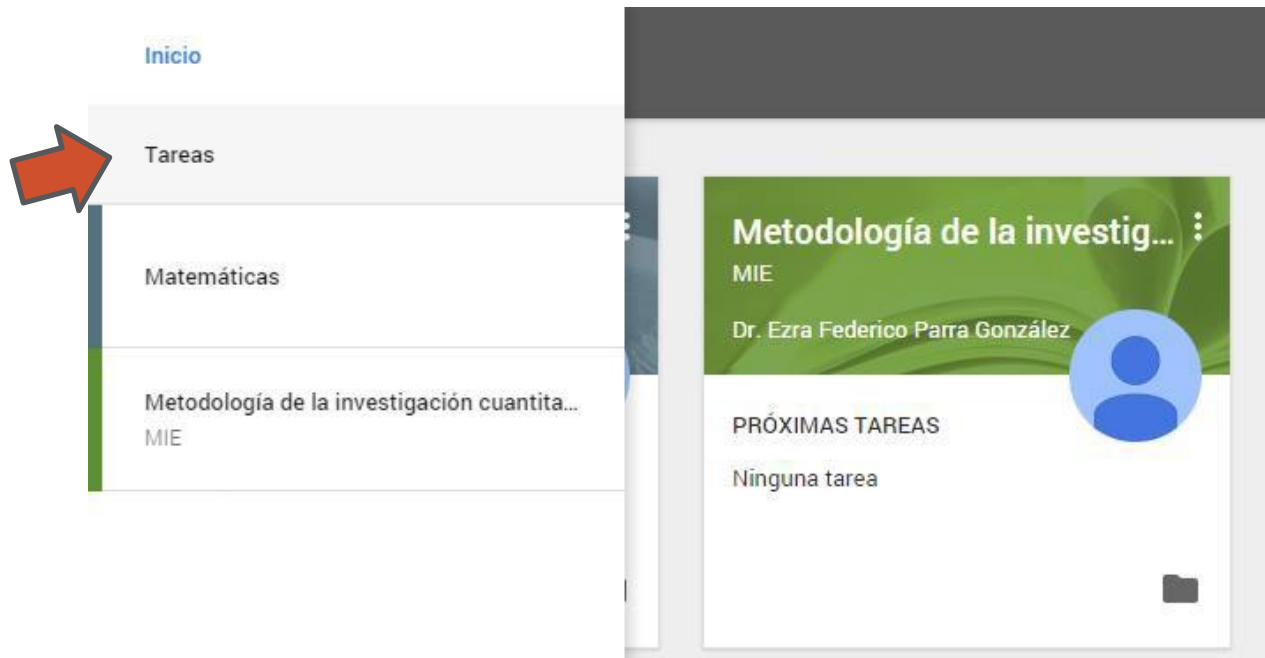 Inicio
Tareas
Matemáticas
Metodología de la investigación cuantita...
MIE
Metodología de la investig...
MIE
Dr. Ezra Federico Parra González
PRÓXIMAS TAREAS
Ninguna tarea